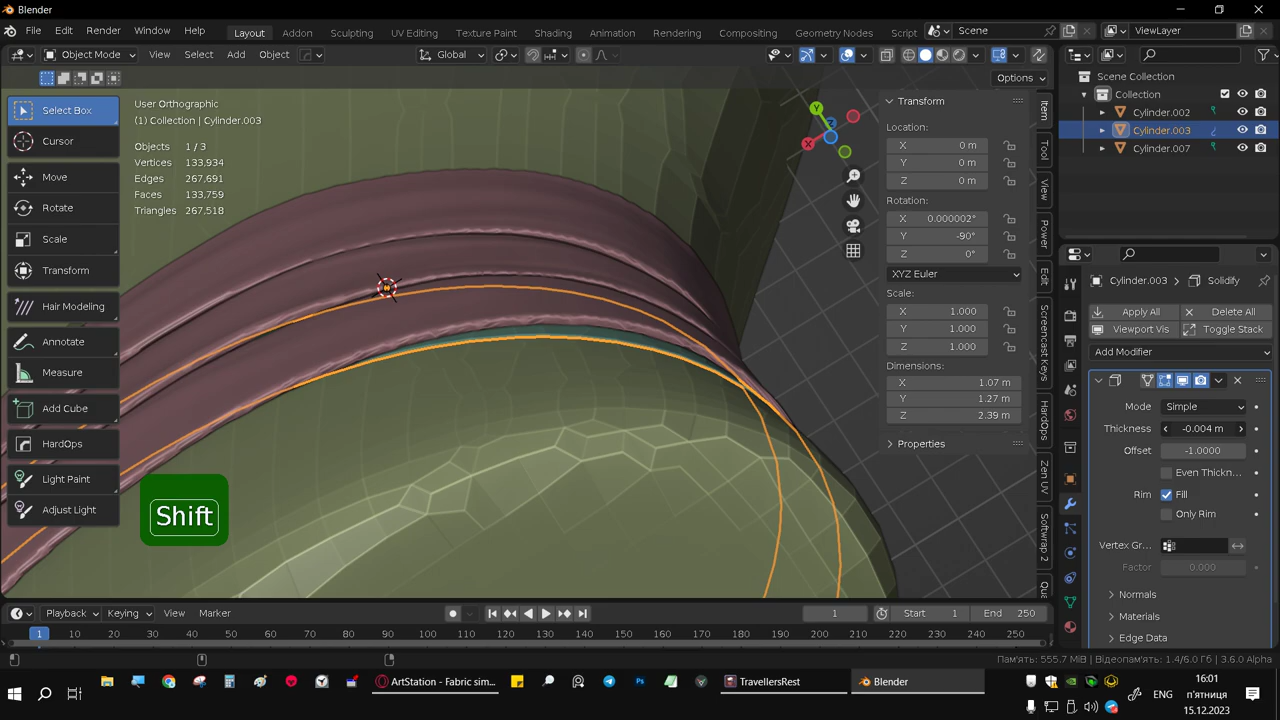 Blender
File Edit Render Window Help Layout Addon Sculpting UV Editing Texture Paint Shading Animation Rendering Compositing Geometry Nodes Script Scene ViewLayer
Object Mode View Select Add Object Global
Options
Select Box
Cursor
Move
Rotate
Scale
Transform
Hair Modeling
Annotate
Measure
Add Cube
HardOps
Light Paint
Adjust Light
User Orthographic
(1) Collection | Cylinder.003
Objects 1 / 3
Vertices 133,934
Edges 267,691
Faces 133,759
Triangles 267,518
Shift
Y
Z
X
Transform
Location:
X 0 m
Y 0 m
Z 0 m
Rotation:
X 0.000002°
Y -90°
Z 0°
XYZ Euler
Scale:
X 1.000
Y 1.000
Z 1.000
Dimensions:
X 1.07 m
Y 1.27 m
Z 2.39 m
Properties
Item
Tool
View
Power
Edit
Screencast Keys
HardOps
Zen UV
Softwrap 2
Scene Collection
Collection
Cylinder.002
Cylinder.003
Cylinder.007
Cylinder.003 Solidify
Apply All Delete All
Viewport Vis Toggle Stack
Add Modifier
Mode Simple
Thickness -0.004 m
Offset -1.0000
Even Thickn...
Rim Fill
Only Rim
Vertex Gr...
Factor 0.000
Normals
Materials
Edge Data
Playback Keying View Marker 1 Start 1 End 250
1 10 20 30 40 50 60 70 80 90 100 110 120 130 140 150 160 170 180 190 200 210 220 230 240 250
Пам'ять: 555.7 MiB | Відеопам'ять: 1.4/6.0 Гб | 3.6.0 Alpha
ArtStation - Fabric sim... TravellersRest Blender
ENG
16:01
п'ятниця
15.12.2023